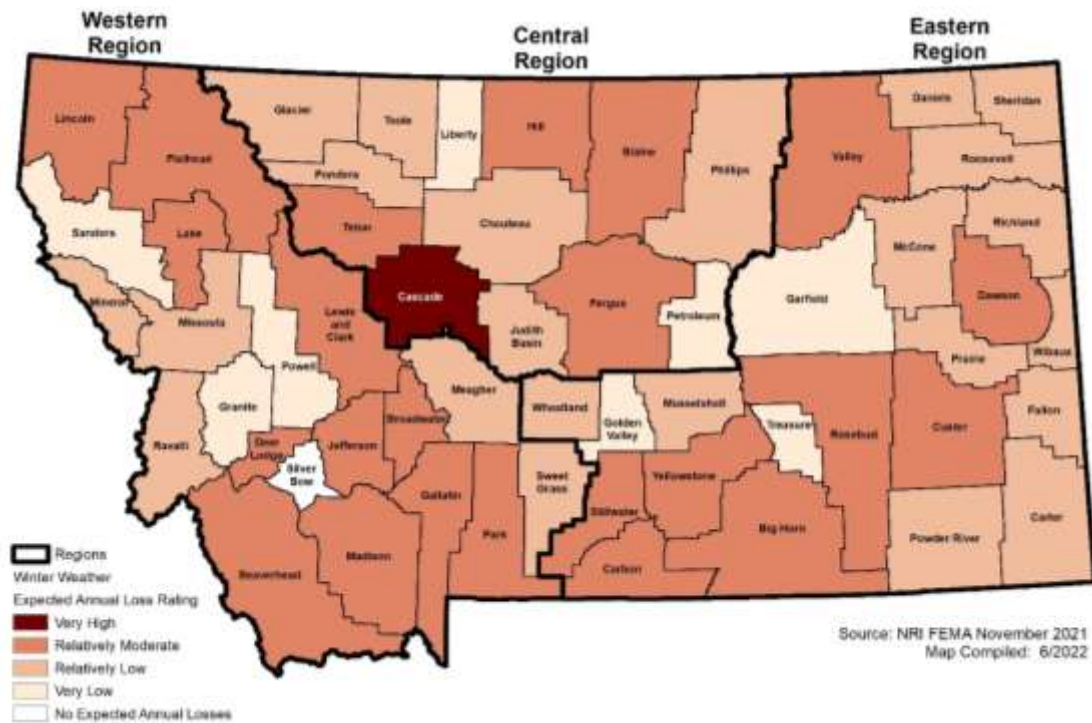 Western
Region
Central
Region
Eastern
Region
Lincoln
Flathead
Glacier
Toole
Liberty
Hill
Blaine
Phillips
Valley
Daniels
Sheridan
Roosevelt
Pondera
Sanders
Lake
Teton
Chouteau
McCone
Richland
Cascade
Garfield
Dawson
Mineral
Missoula
Lewis
and
Clark
Judith
Basin
Fergus
Petroleum
Prairie
Wibaux
Powell
Meagher
Granite
Wheatland
Golden
Valley
Musselshell
Treasure
Rosebud
Custer
Fallon
Ravalli
Deer
Lodge
Jefferson
Broadwater
Silver
Bow
Sweet
Grass
Gallatin
Park
Stillwater
Yellowstone
Big Horn
Carter
Powder River
Beaverhead
Madison
Carbon
Regions
Winter Weather
Expected Annual Loss Rating
Very High
Relatively Moderate
Relatively Low
Very Low
No Expected Annual Losses
Source: NRI FEMA November 2021
Map Compiled: 6/2022